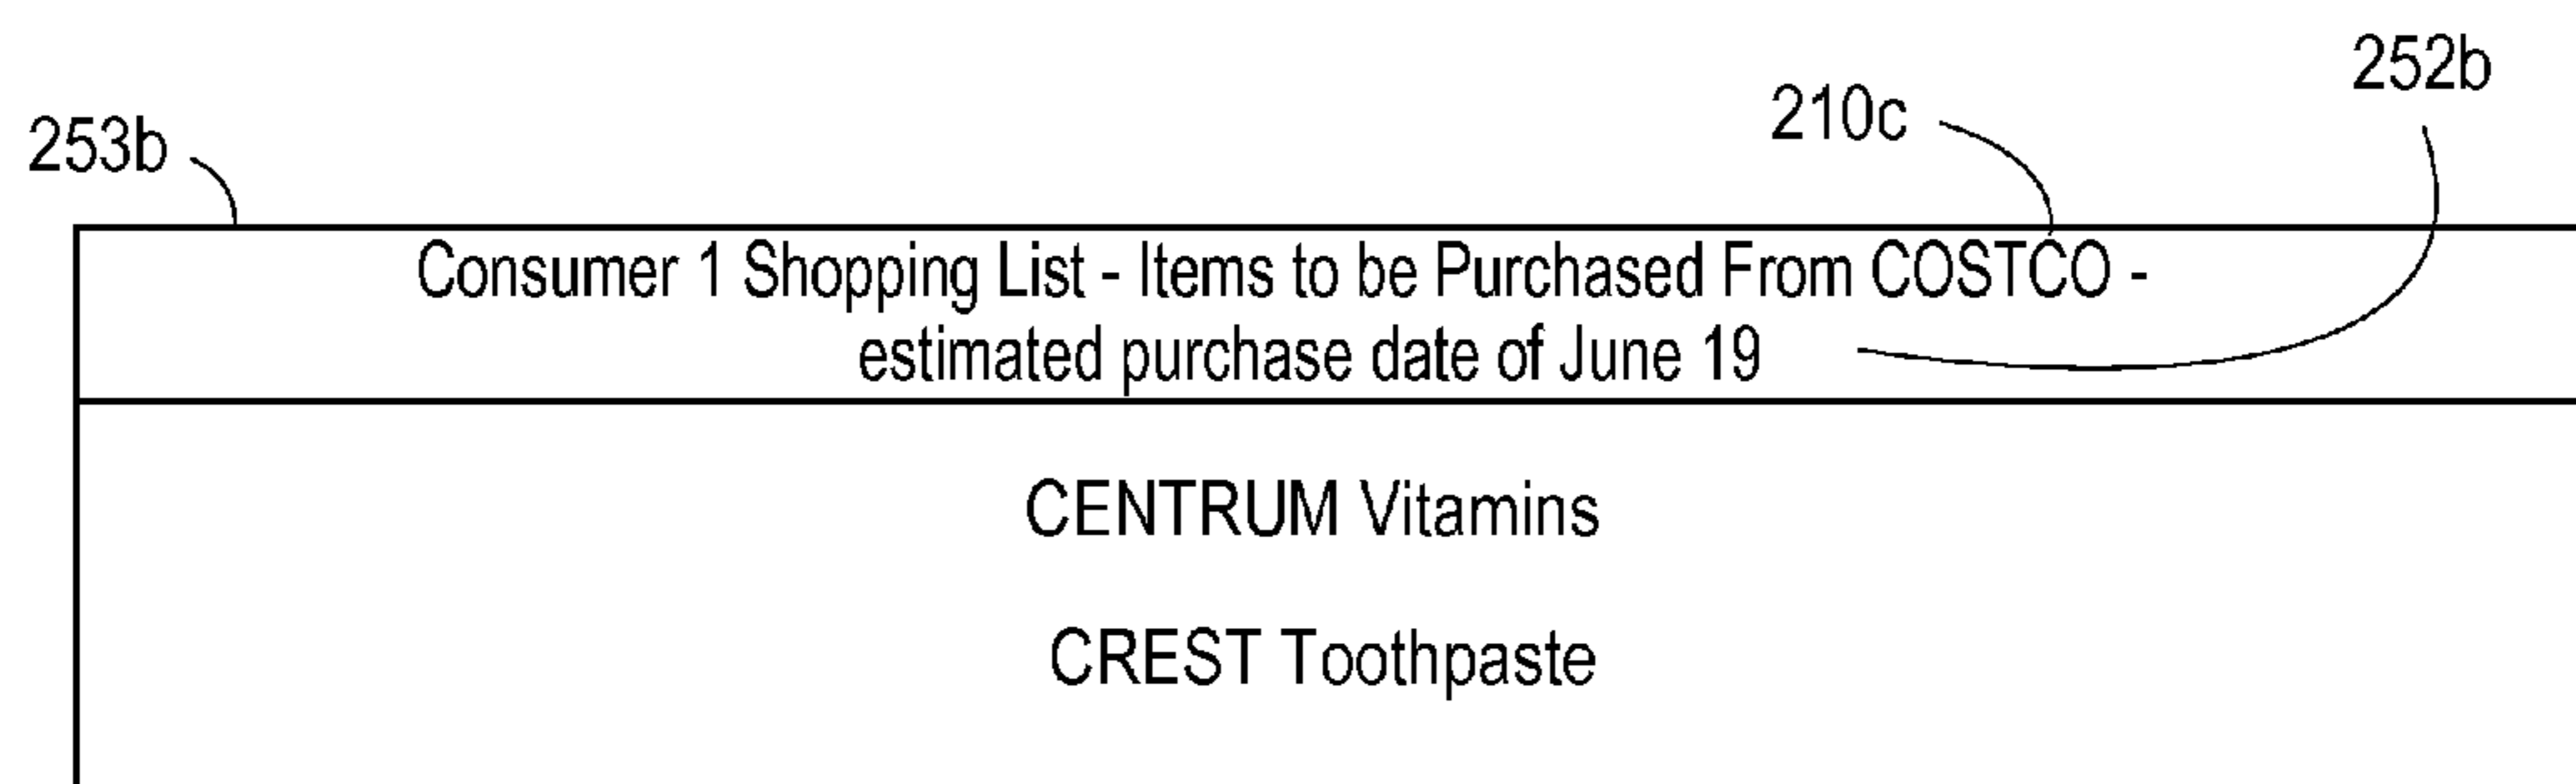 252b
210c
253b
Consumer 1 Shopping List - Items to be Purchased From COSTCO -
estimated purchase date of June 19
CENTRUM Vitamins
CREST Toothpaste